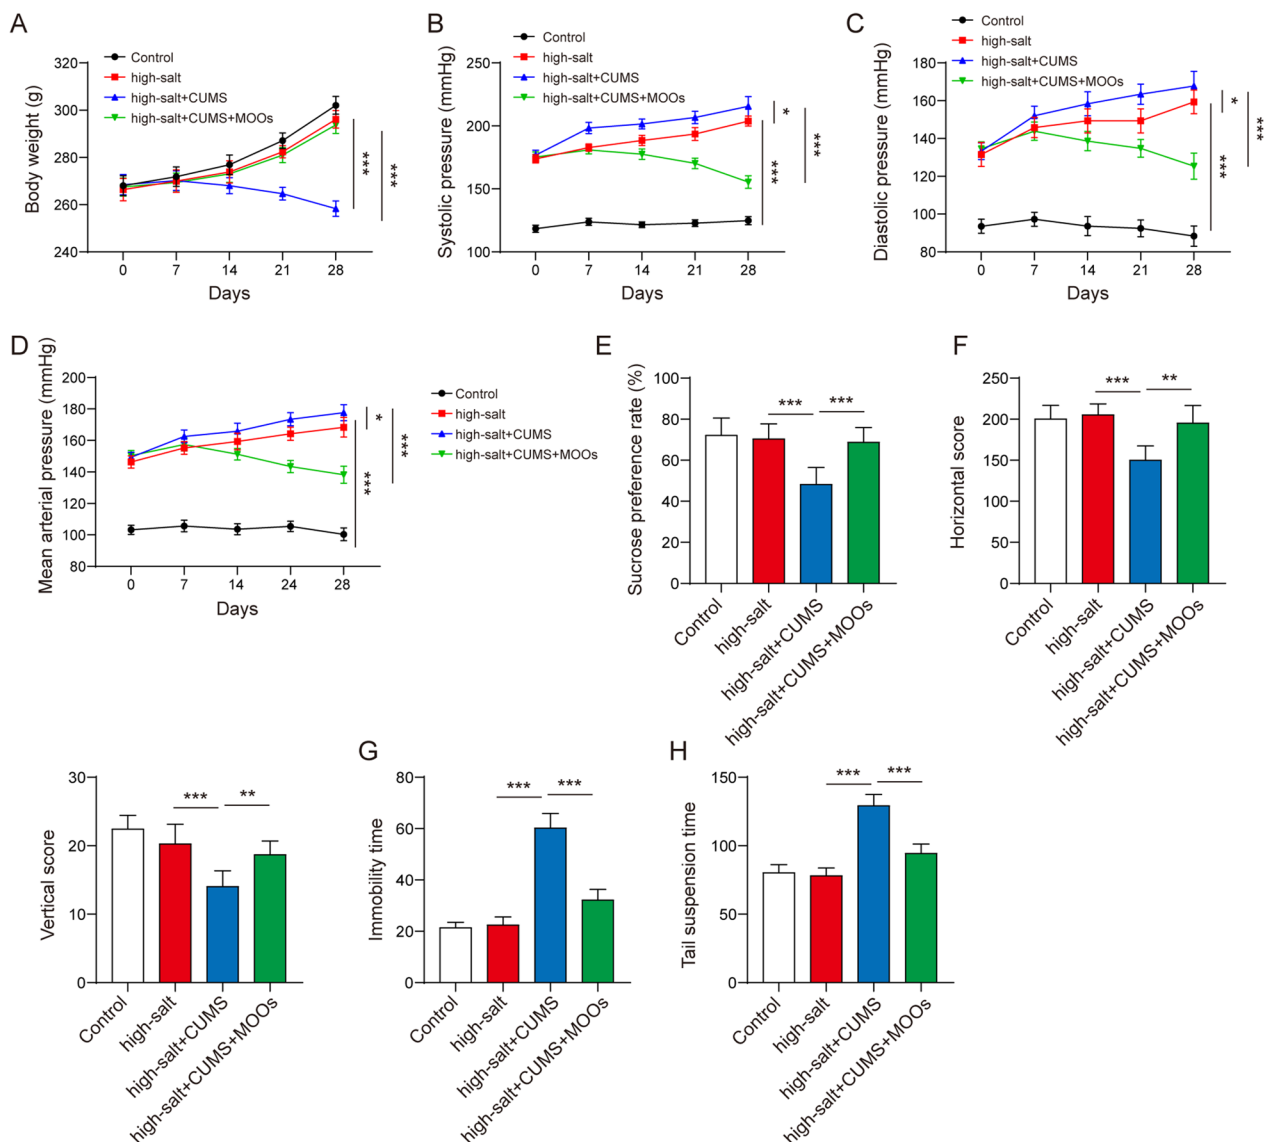 A
Control
high-salt
high-salt+CUMS
high-salt+CUMS+MOOs
Body weight (g)
320
300
280
260
240
0 7 14 21 28
Days
***
***
B
Control
high-salt
high-salt+CUMS
high-salt+CUMS+MOOs
Systolic pressure (mmHg)
250
200
150
100
0 7 14 21 28
Days
*
***
***
C
Control
high-salt
high-salt+CUMS
high-salt+CUMS+MOOs
Diastolic pressure (mmHg)
180
160
140
120
100
80
0 7 14 21 28
Days
*
***
***
D
Mean arterial pressure (mmHg)
200
180
160
140
120
100
80
0 7 14 24 28
Days
*
***
***
Control
high-salt
high-salt+CUMS
high-salt+CUMS+MOOs
E
Sucrose preference rate (%)
100
80
60
40
20
0
*** ***
Control
high-salt
high-salt+CUMS
high-salt+CUMS+MOOs
F
Horizontal score
250
200
150
100
50
0
*** **
Control
high-salt
high-salt+CUMS
high-salt+CUMS+MOOs
Vertical score
30
20
10
0
*** **
Control
high-salt
high-salt+CUMS
high-salt+CUMS+MOOs
G
Immobility time
80
60
40
20
0
*** ***
Control
high-salt
high-salt+CUMS
high-salt+CUMS+MOOs
H
Tail suspension time
150
100
50
0
*** ***
Control
high-salt
high-salt+CUMS
high-salt+CUMS+MOOs